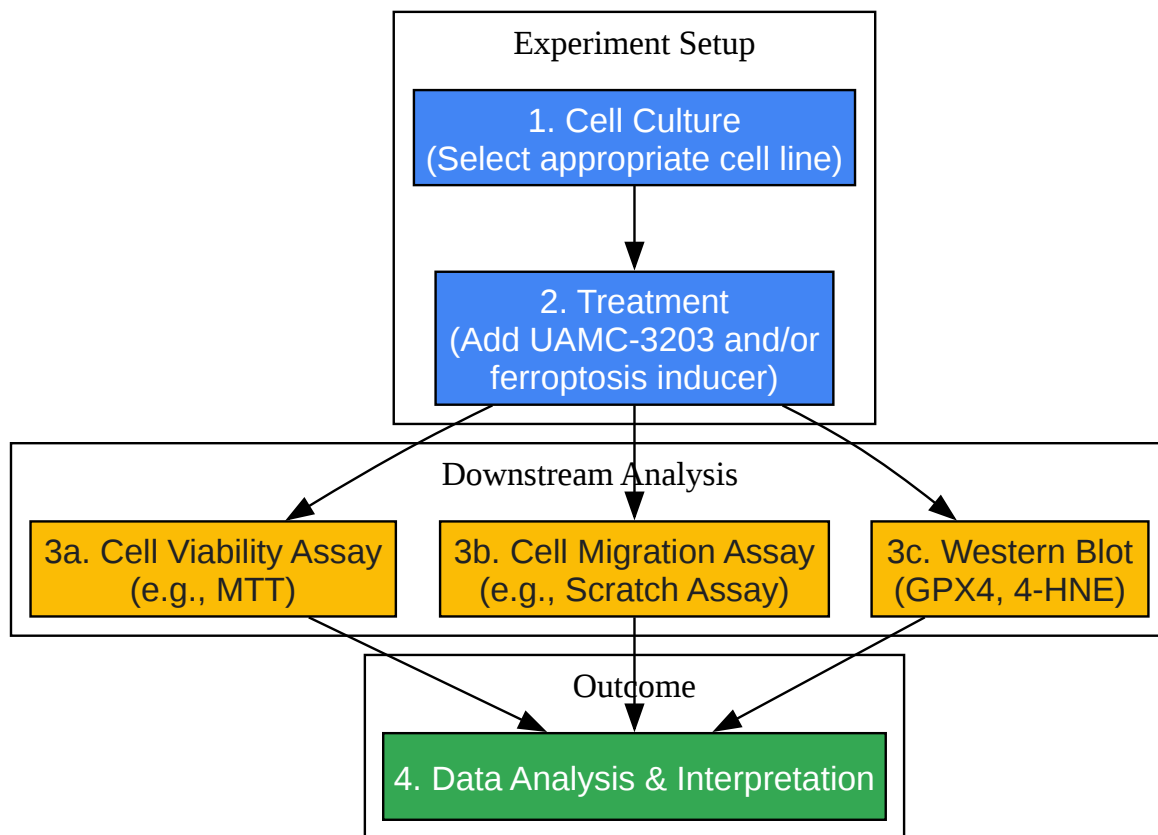 Experiment Setup
1. Cell Culture
(Select appropriate cell line)
2. Treatment
(Add UAMC-3203 and/or
ferroptosis inducer)
Downstream Analysis
3a. Cell Viability Assay
(e.g., MTT)
3b. Cell Migration Assay
(e.g., Scratch Assay)
3c. Western Blot
(GPX4, 4-HNE)
Outcome
4. Data Analysis & Interpretation